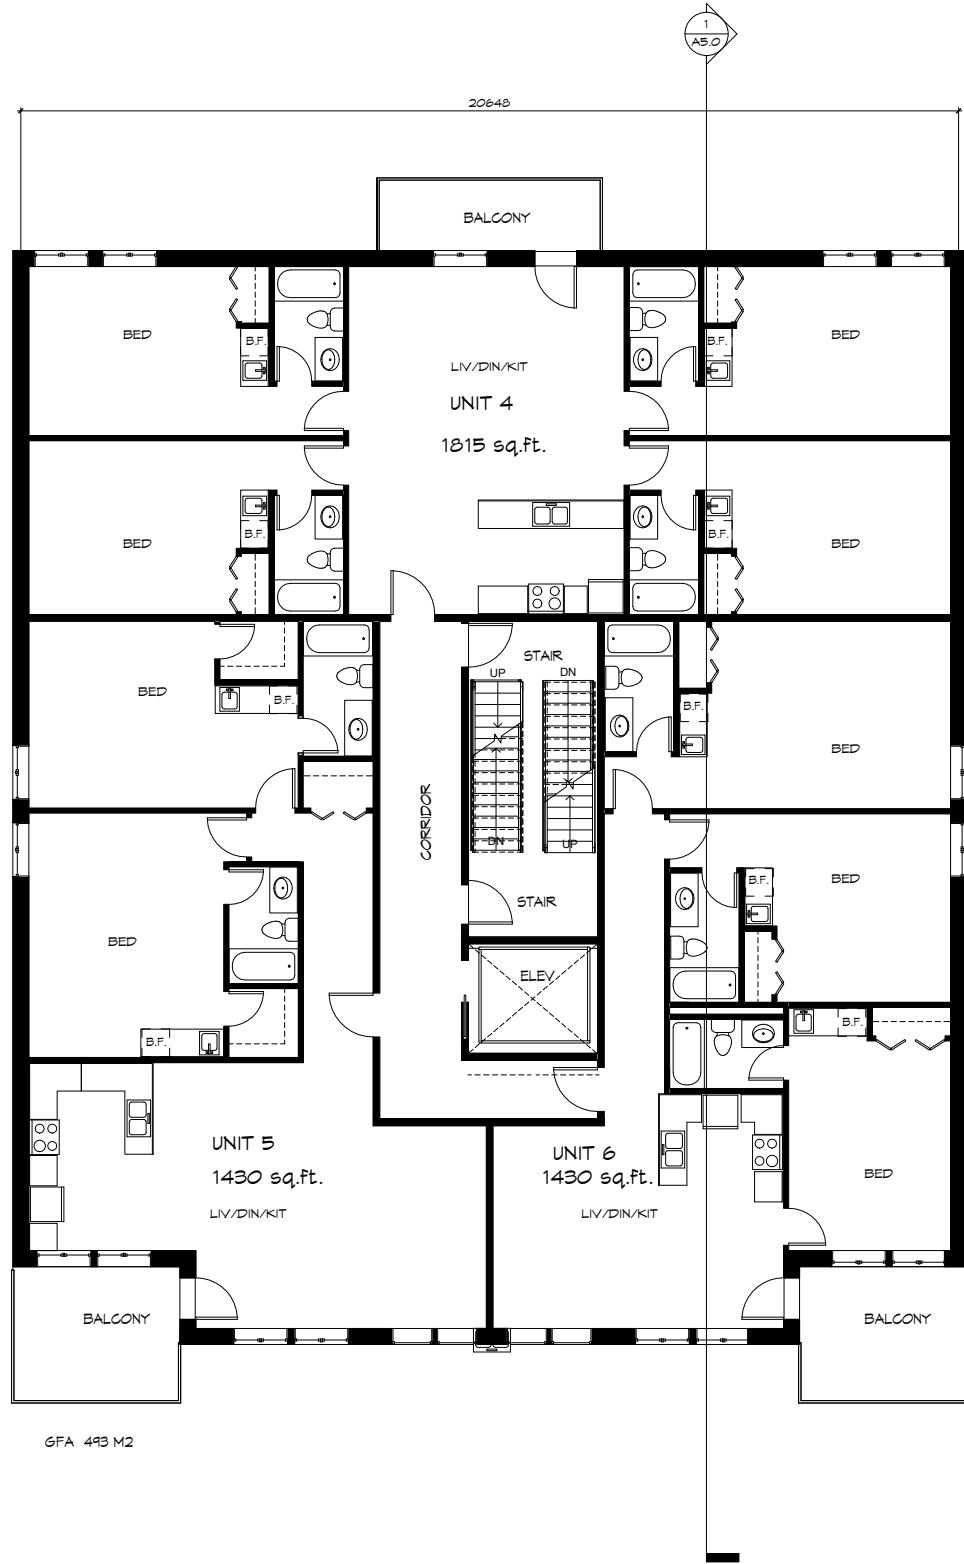 1
A5.0
20648
BALCONY
BED
B.F.
B.F.
BED
LIV/DIN/KIT
UNIT 4
1815 sq.ft.
BED
B.F.
B.F.
BED
STAIR
UP
DN
BED
B.F.
B.F.
BED
CORRIDOR
DN
UP
BED
B.F.
STAIR
BED
ELEV
B.F.
B.F.
UNIT 5
1430 sq.ft.
LIV/DIN/KIT
UNIT 6
1430 sq.ft.
LIV/DIN/KIT
BED
BALCONY
BALCONY
GFA 493 M2